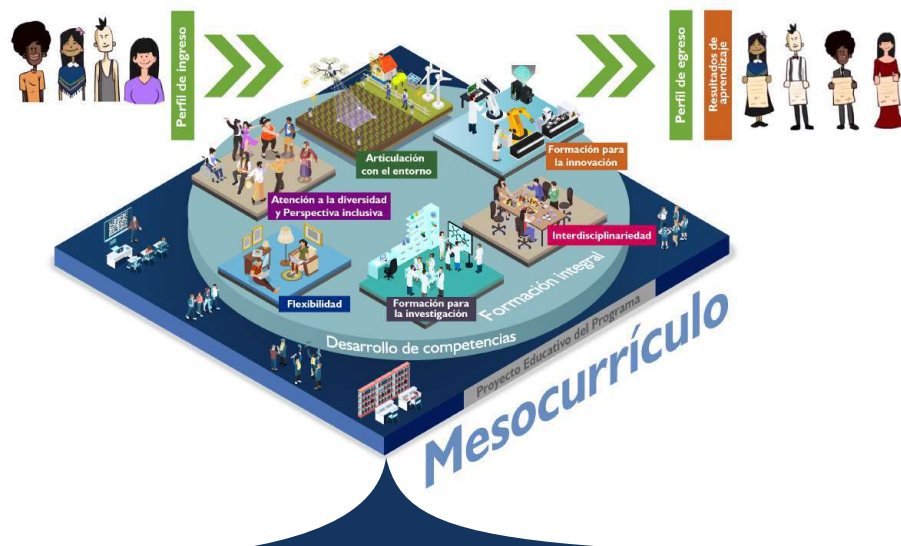 Perfil de ingreso
Perfil de egreso
Resultados de
aprendizaje
Articulación
con el entorno
Formación para
la innovación
Atención a la diversidad
y Perspectiva inclusiva
Interdisciplinariedad
Flexibilidad
Formación para
la investigación
Formación integral
Desarrollo de competencias
Proyecto Educativo del Programa
Mesocurrículo